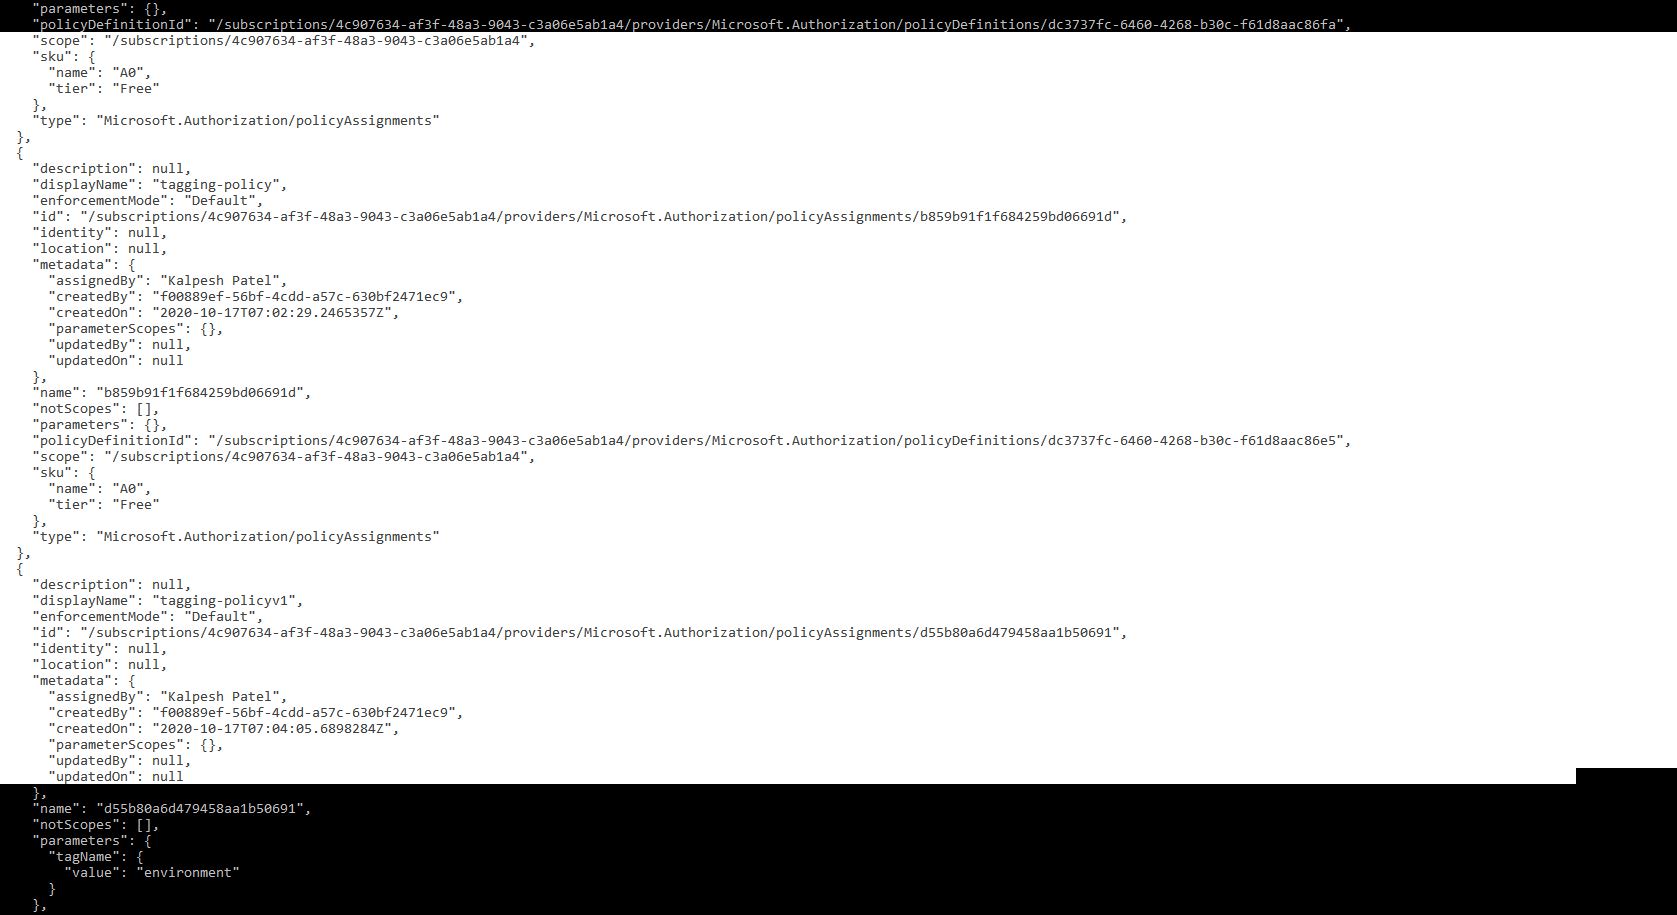 "parameters": {},
"policyDefinitionId": "/subscriptions/4c907634-af3f-48a3-9043-c3a06e5ab1a4/providers/Microsoft.Authorization/policyDefinitions/dc3737fc-6460-4268-b30c-f61d8aac86fa",
"scope": "/subscriptions/4c907634-af3f-48a3-9043-c3a06e5ab1a4",
"sku": {
"name": "A0",
"tier": "Free"
},
"type": "Microsoft.Authorization/policyAssignments"
},
{
"description": null,
"displayName": "tagging-policy",
"enforcementMode": "Default",
"id": "/subscriptions/4c907634-af3f-48a3-9043-c3a06e5ab1a4/providers/Microsoft.Authorization/policyAssignments/b859b91f1f684259bd06691d",
"identity": null,
"location": null,
"metadata": {
"assignedBy": "Kalpesh Patel",
"createdBy": "f00889ef-56bf-4cdd-a57c-630bf2471ec9",
"createdOn": "2020-10-17T07:02:29.2465357Z",
"parameterScopes": {},
"updatedBy": null,
"updatedOn": null
},
"name": "b859b91f1f684259bd06691d",
"notScopes": [],
"parameters": {},
"policyDefinitionId": "/subscriptions/4c907634-af3f-48a3-9043-c3a06e5ab1a4/providers/Microsoft.Authorization/policyDefinitions/dc3737fc-6460-4268-b30c-f61d8aac86e5",
"scope": "/subscriptions/4c907634-af3f-48a3-9043-c3a06e5ab1a4",
"sku": {
"name": "A0",
"tier": "Free"
},
"type": "Microsoft.Authorization/policyAssignments"
},
{
"description": null,
"displayName": "tagging-policyv1",
"enforcementMode": "Default",
"id": "/subscriptions/4c907634-af3f-48a3-9043-c3a06e5ab1a4/providers/Microsoft.Authorization/policyAssignments/d55b80a6d479458aa1b50691",
"identity": null,
"location": null,
"metadata": {
"assignedBy": "Kalpesh Patel",
"createdBy": "f00889ef-56bf-4cdd-a57c-630bf2471ec9",
"createdOn": "2020-10-17T07:04:05.6898284Z",
"parameterScopes": {},
"updatedBy": null,
"updatedOn": null
},
"name": "d55b80a6d479458aa1b50691",
"notScopes": [],
"parameters": {
"tagName": {
"value": "environment"
}
},